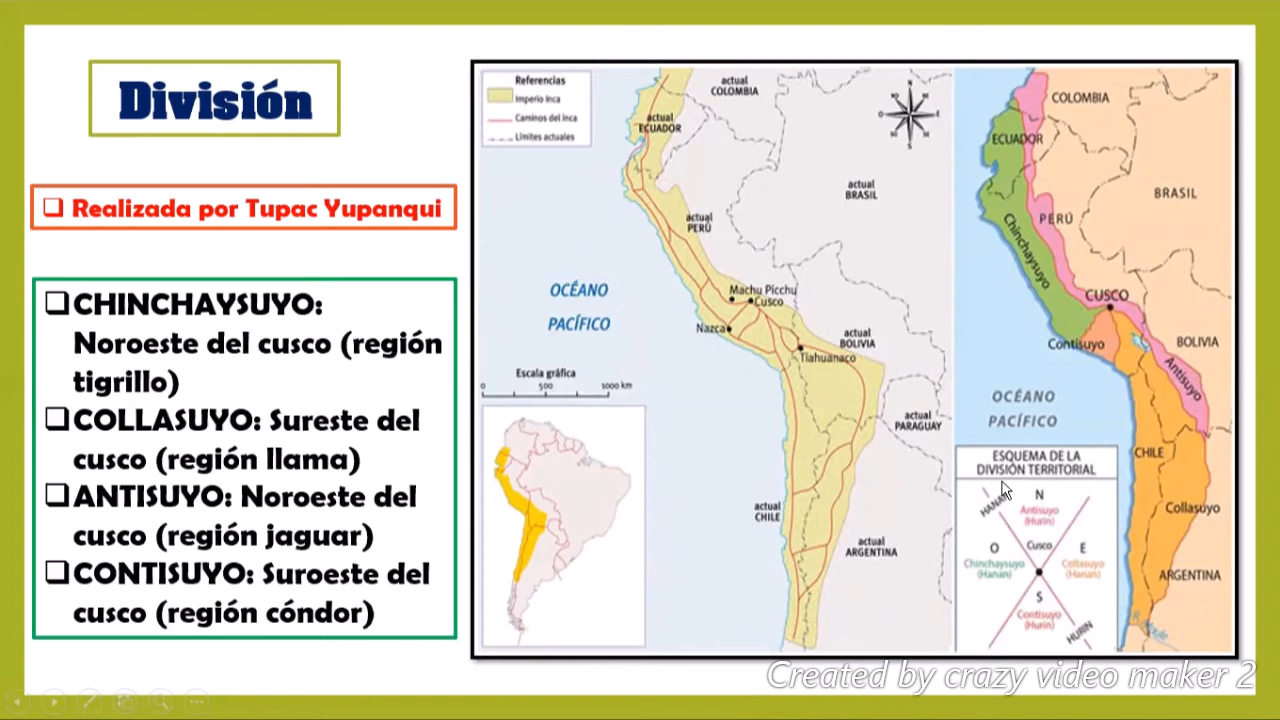 División
Realizada por Tupac Yupanqui
CHINCHAYSUYO:
Noroeste del cusco (región
tigrillo)
COLLASUYO: Sureste del
cusco (región llama)
ANTISUYO: Noroeste del
cusco (región jaguar)
CONTISUYO: Suroeste del
cusco (región cóndor)
Referencias
Imperio Inca
Caminos del Inca
Límites actuales
actual
COLOMBIA
actual
ECUADOR
actual
BRASIL
actual
PERÚ
N
NO
NE
O
E
SO
SE
S
OCÉANO
PACÍFICO
Machu Picchu
Cusco
Nazca
Tiahuanaco
actual
BOLIVIA
Escala gráfica
0 500 1000 km
actual
PARAGUAY
actual
CHILE
actual
ARGENTINA
COLOMBIA
ECUADOR
BRASIL
PERÚ
Chinchaysuyo
CUSCO
Contisuyo
BOLIVIA
Antisuyo
OCÉANO
PACÍFICO
CHILE
Collasuyo
ARGENTINA
ESQUEMA DE LA
DIVISIÓN TERRITORIAL
HANAN
N
Antisuyo
(Hurin)
Cusco
O
Chinchaysuyo
(Hanan)
E
Collasuyo
(Hanan)
S
Contisuyo
(Hurin)
HURIN
Created by crazy video maker 2